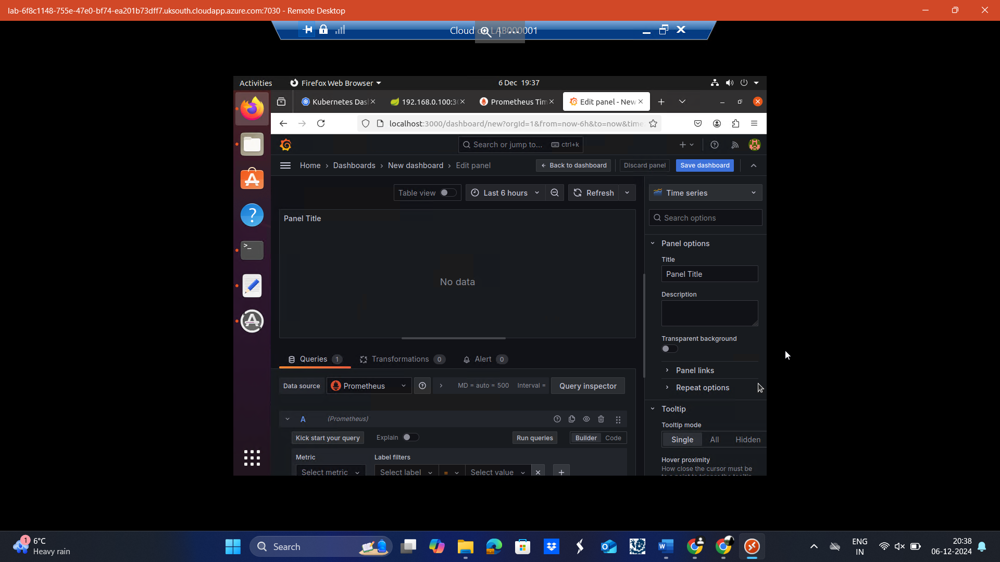 lab-6f8c1148-755e-47e0-bf74-ea201b73dff7.uksouth.cloudapp.azure.com:7030 - Remote Desktop
Cloud on LAB000001
Activities Firefox Web Browser 6 Dec 19:37
Kubernetes Das 192.168.0.100:3 Prometheus Tim Edit panel - New
localhost:3000/dashboard/new?orgId=1&from=now-6h&to=now&time
Search or jump to... ctrl+k
Home › Dashboards › New dashboard › Edit panel Back to dashboard Discard panel Save dashboard
Table view Last 6 hours Refresh Time series
Panel Title
Search options
No data
Panel options
Title
Panel Title
Description
Transparent background
Queries 1 Transformations 0 Alert 0
Panel links
Data source Prometheus MD = auto = 500 Interval = Query inspector
Repeat options
Tooltip
A (Prometheus)
Tooltip mode
Kick start your query Explain Run queries Builder Code
Single All Hidden
Metric Label filters
Hover proximity
How close the cursor must be
Select metric Select label = Select value
1 6°C
Heavy rain
Search
ENG
IN
20:38
06-12-2024